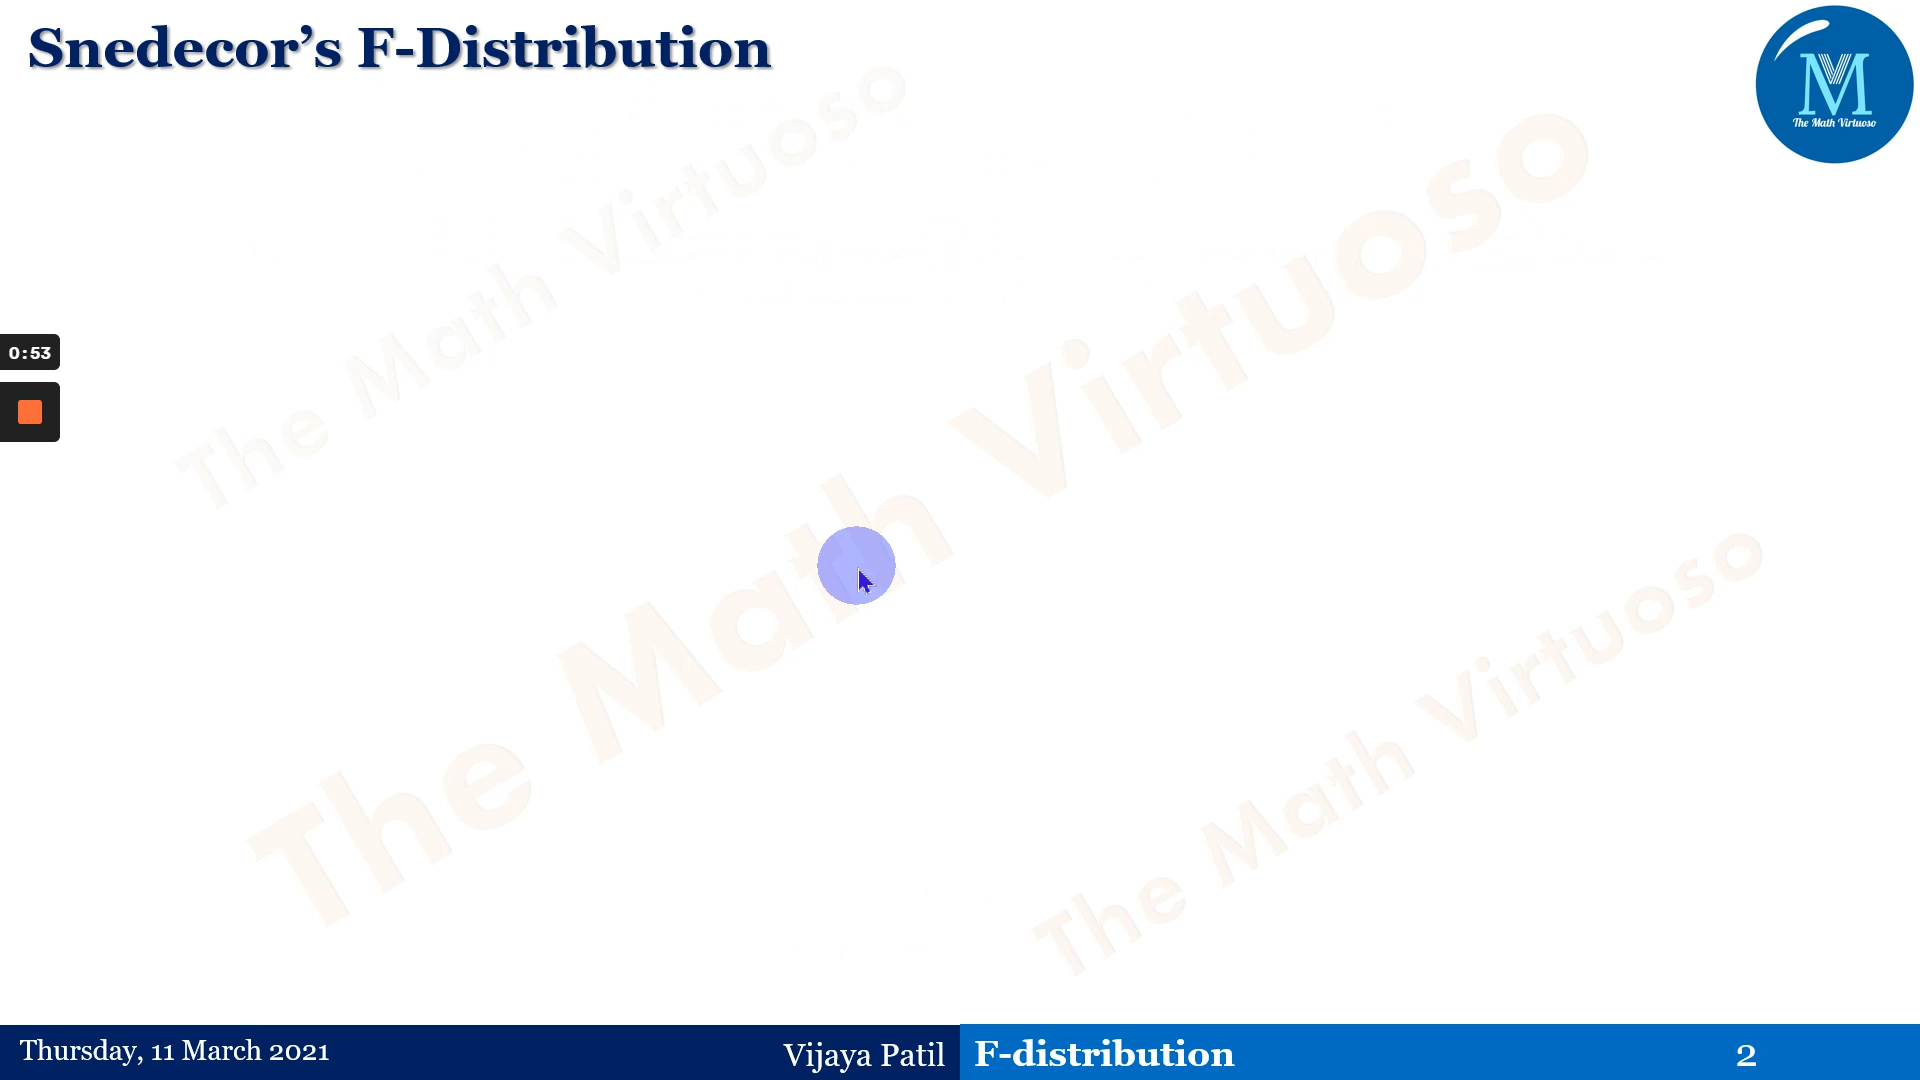 Snedecor’s F-Distribution
M
The Math Virtuoso
The Math Virtuoso
The Math Virtuoso
0:53
The Math Virtuoso
Thursday, 11 March 2021
Vijaya Patil
F-distribution
2